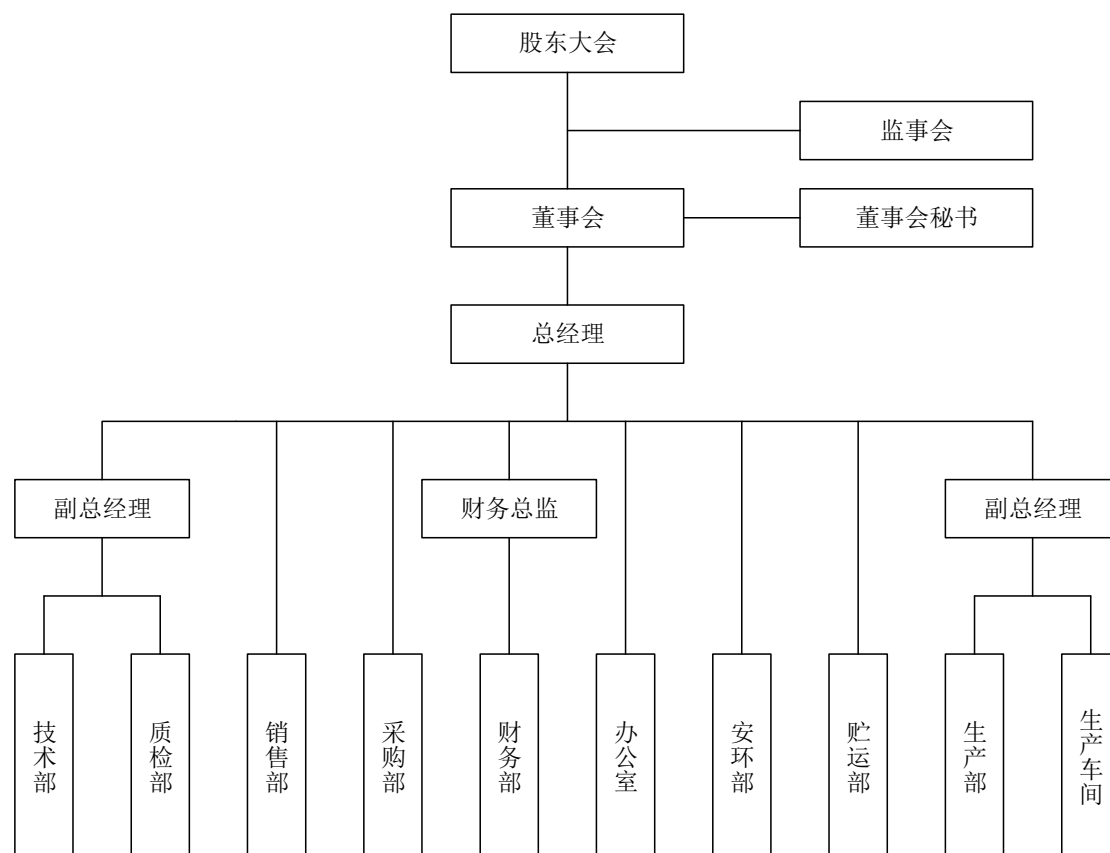 股东大会
监事会
董事会
董事会秘书
总经理
副总经理
财务总监
副总经理
技术部
质检部
销售部
采购部
财务部
办公室
安环部
贮运部
生产部
生产车间